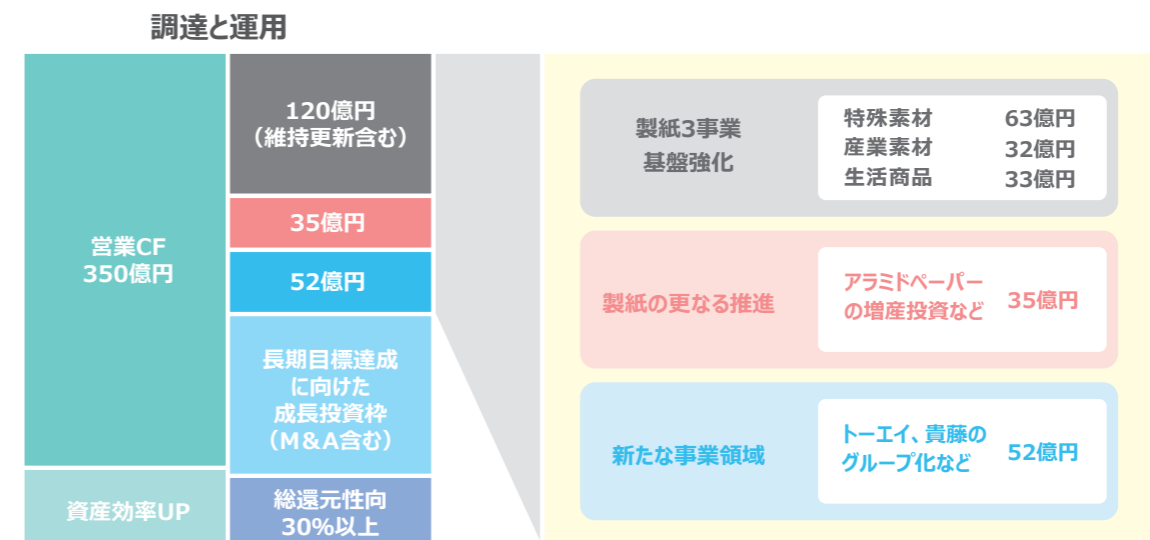 調達と運用
営業CF
350億円
資産効率UP
120億円
（維持更新含む）
35億円
52億円
長期目標達成
に向けた
成長投資枠
（M＆A含む）
総還元性向
30%以上
製紙3事業
基盤強化
特殊素材 63億円
産業素材 32億円
生活商品 33億円
製紙の更なる推進
アラミドペーパー
の増産投資など 35億円
新たな事業領域
トーエイ、貴藤の
グループ化など 52億円